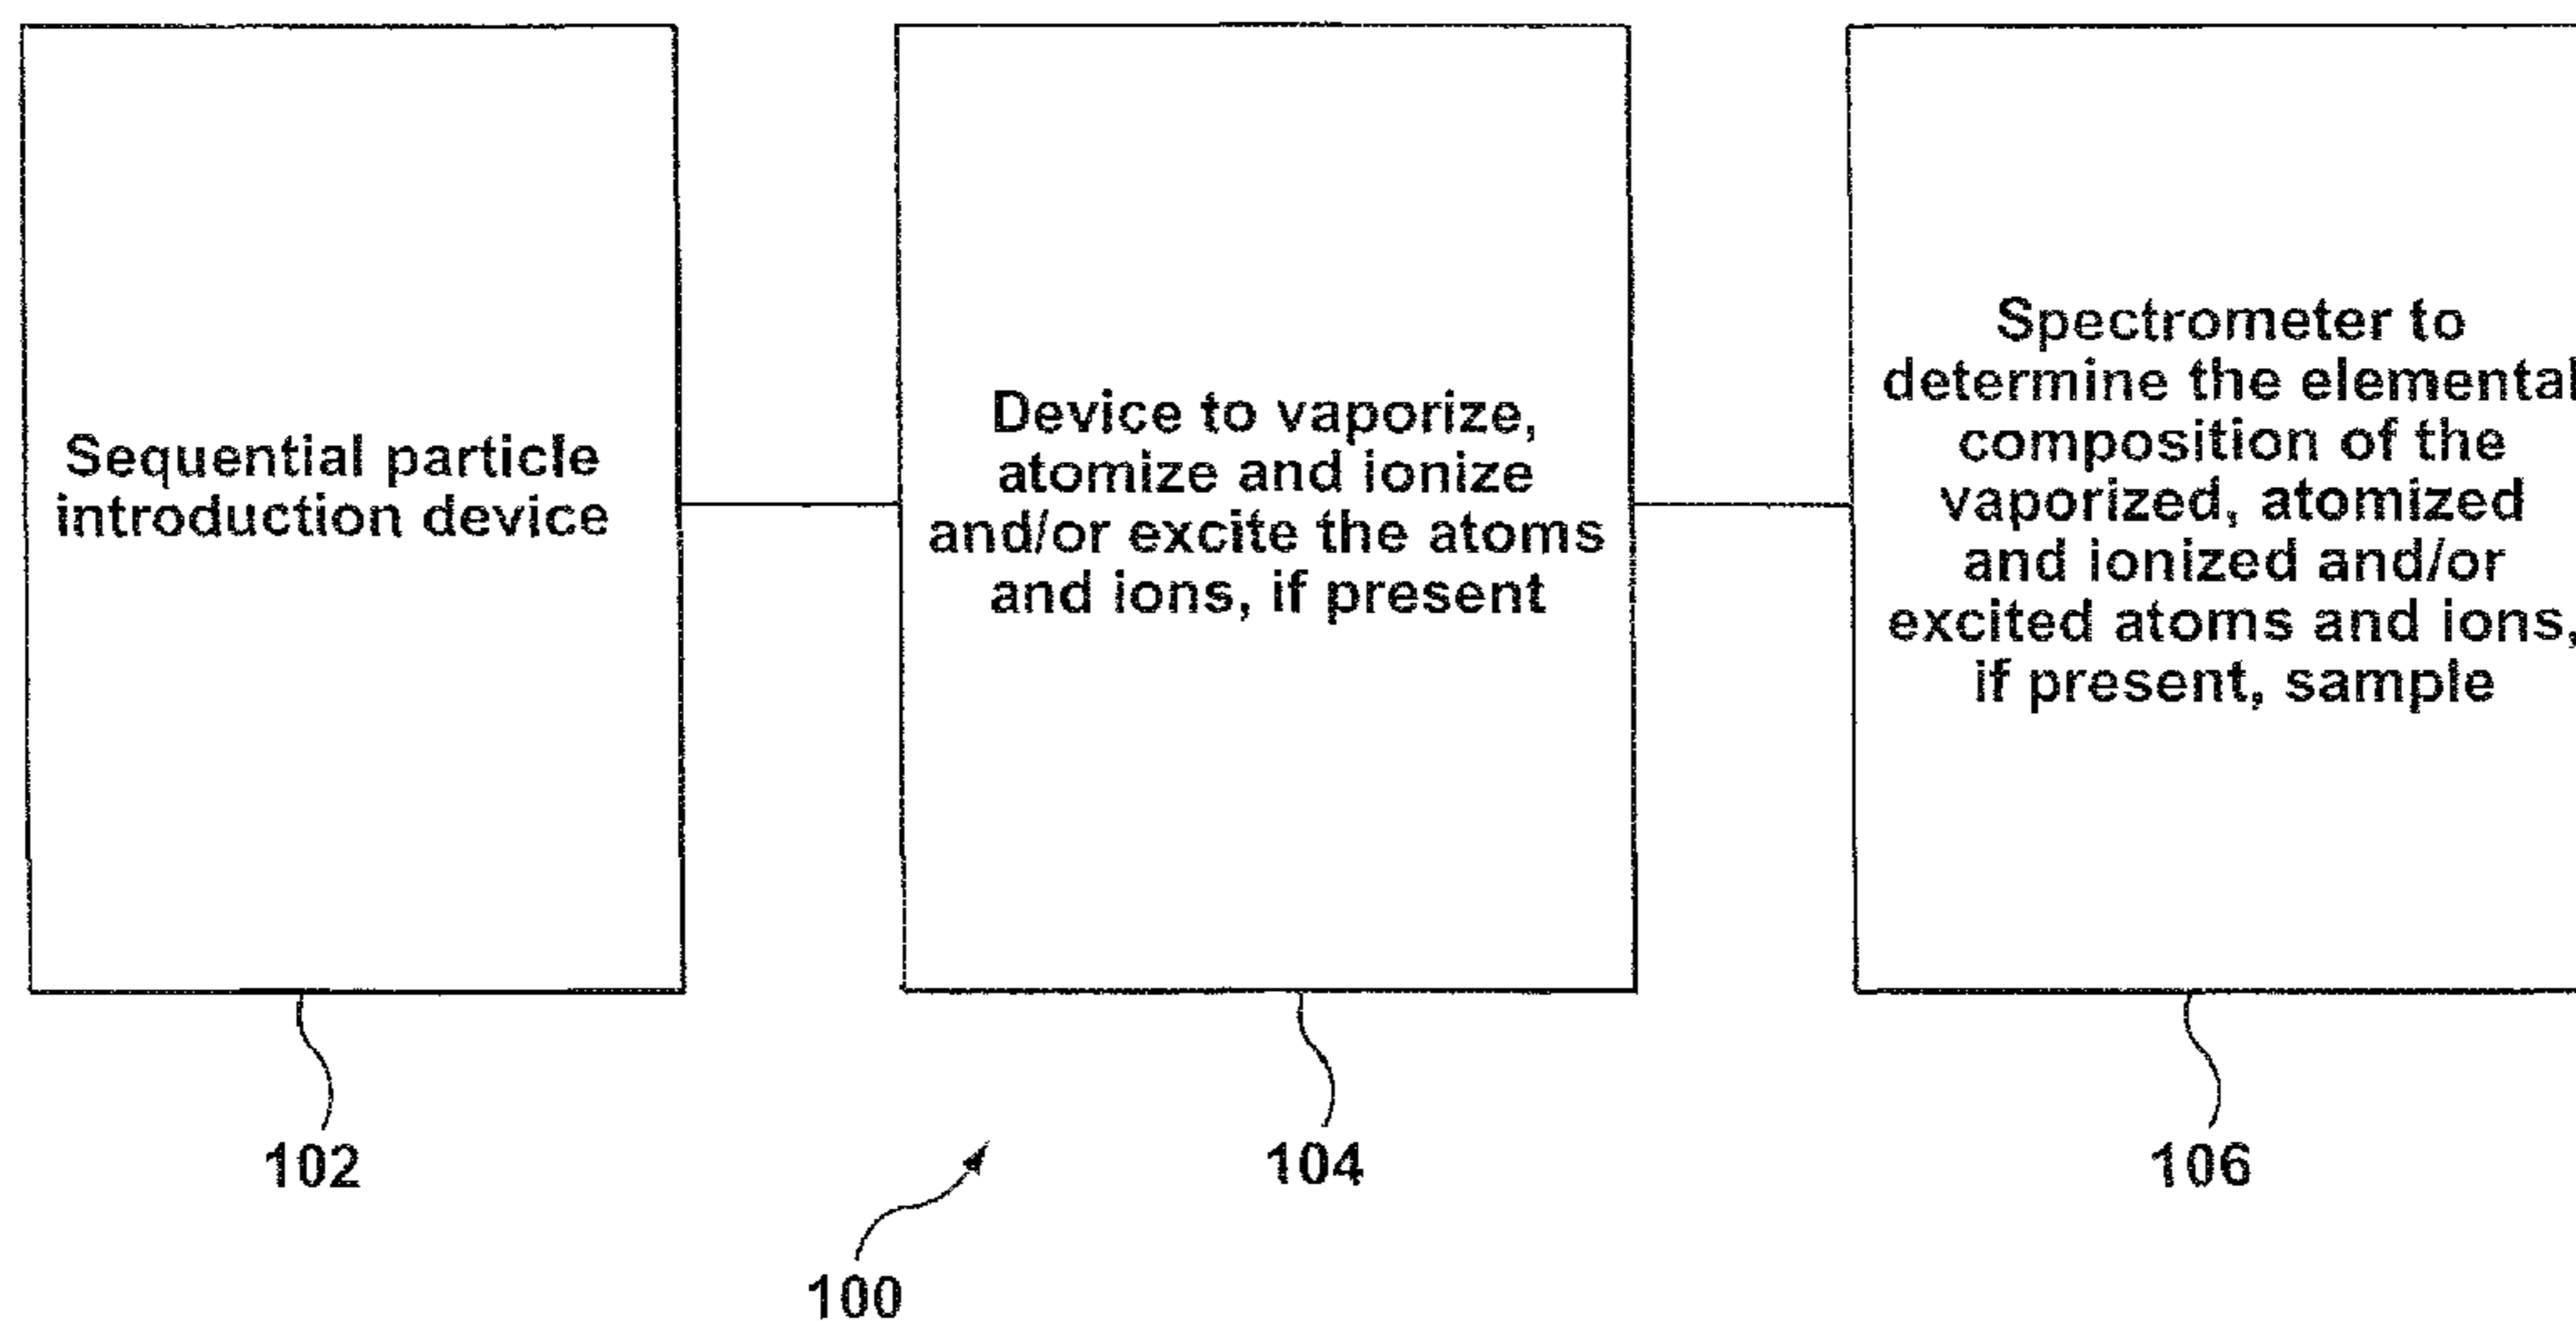 Sequential particle
introduction device
Device to vaporize,
atomize and ionize
and/or excite the atoms
and ions, if present
Spectrometer to
determine the elemental
composition of the
vaporized, atomized
and ionized and/or
excited atoms and ions,
if present, sample
102
104
106
100